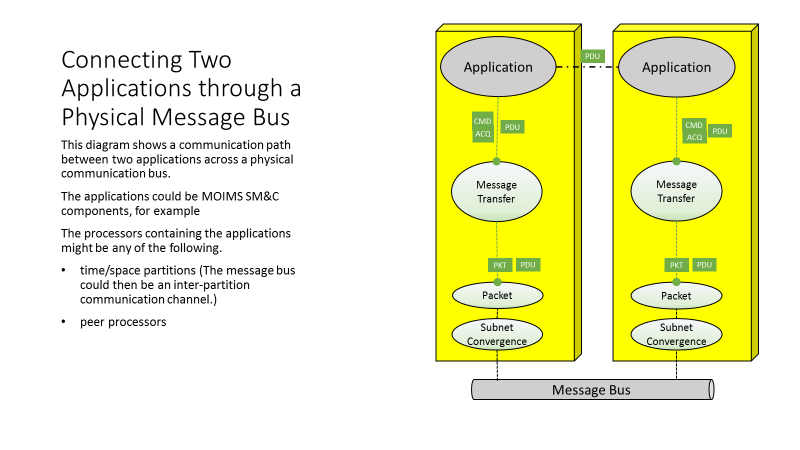 Connecting Two
Applications through a
Physical Message Bus
This diagram shows a communication path
between two applications across a physical
communication bus.
The applications could be MOIMS SM&C
components, for example
The processors containing the applications
might be any of the following.
• time/space partitions (The message bus
could then be an inter-partition
communication channel.)
• peer processors
Application
PDU
Application
CMD
ACQ
PDU
CMD
ACQ
PDU
Message
Transfer
Message
Transfer
PKT
PDU
PKT
PDU
Packet
Packet
Subnet
Convergence
Subnet
Convergence
Message Bus